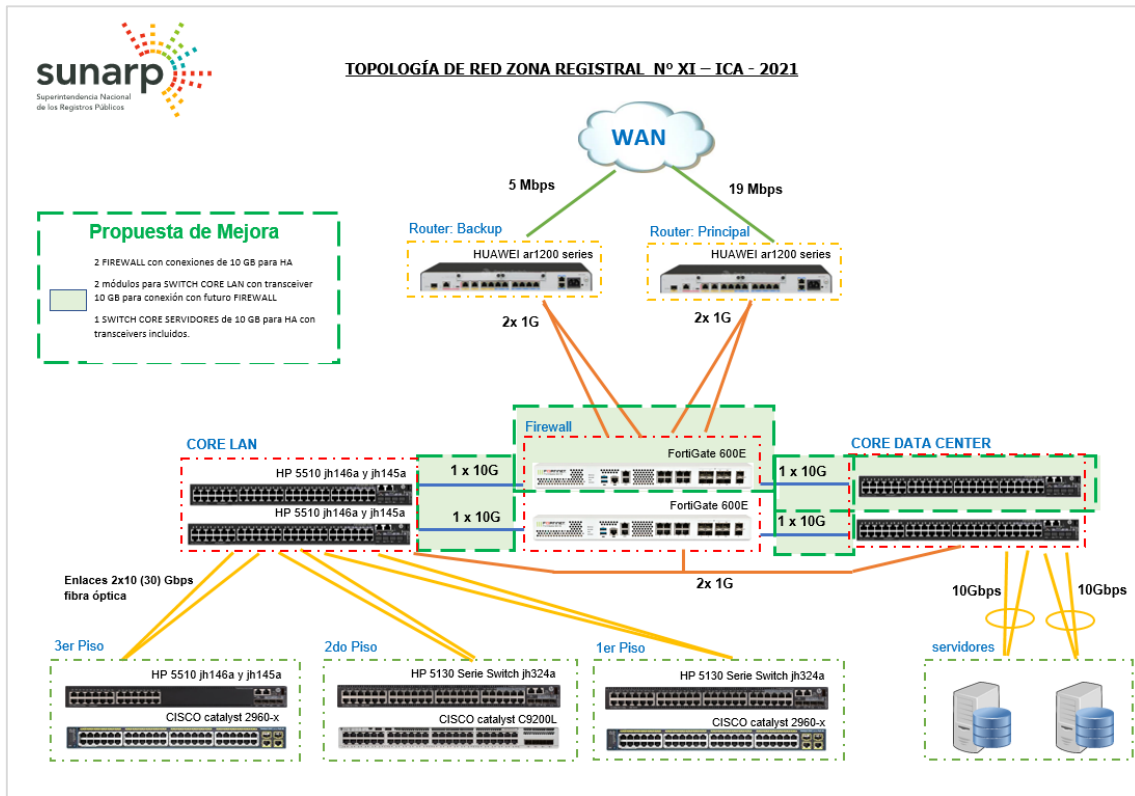 sunarp
Superintendencia Nacional
de los Registros Públicos
TOPOLOGÍA DE RED ZONA REGISTRAL N° XI – ICA - 2021
WAN
5 Mbps
19 Mbps
Propuesta de Mejora
2 FIREWALL con conexiones de 10 GB para HA
2 módulos para SWITCH CORE LAN con transceiver
10 GB para conexión con futuro FIREWALL
1 SWITCH CORE SERVIDORES de 10 GB para HA con
transceivers incluidos.
Router: Backup
HUAWEI ar1200 series
Router: Principal
HUAWEI ar1200 series
2x 1G
2x 1G
CORE LAN
HP 5510 jh146a y jh145a
HP 5510 jh146a y jh145a
1 x 10G
1 x 10G
Firewall
FortiGate 600E
FortiGate 600E
1 x 10G
1 x 10G
CORE DATA CENTER
2x 1G
Enlaces 2x10 (30) Gbps
fibra óptica
10Gbps
10Gbps
3er Piso
HP 5510 jh146a y jh145a
CISCO catalyst 2960-x
2do Piso
HP 5130 Serie Switch jh324a
CISCO catalyst C9200L
1er Piso
HP 5130 Serie Switch jh324a
CISCO catalyst 2960-x
servidores